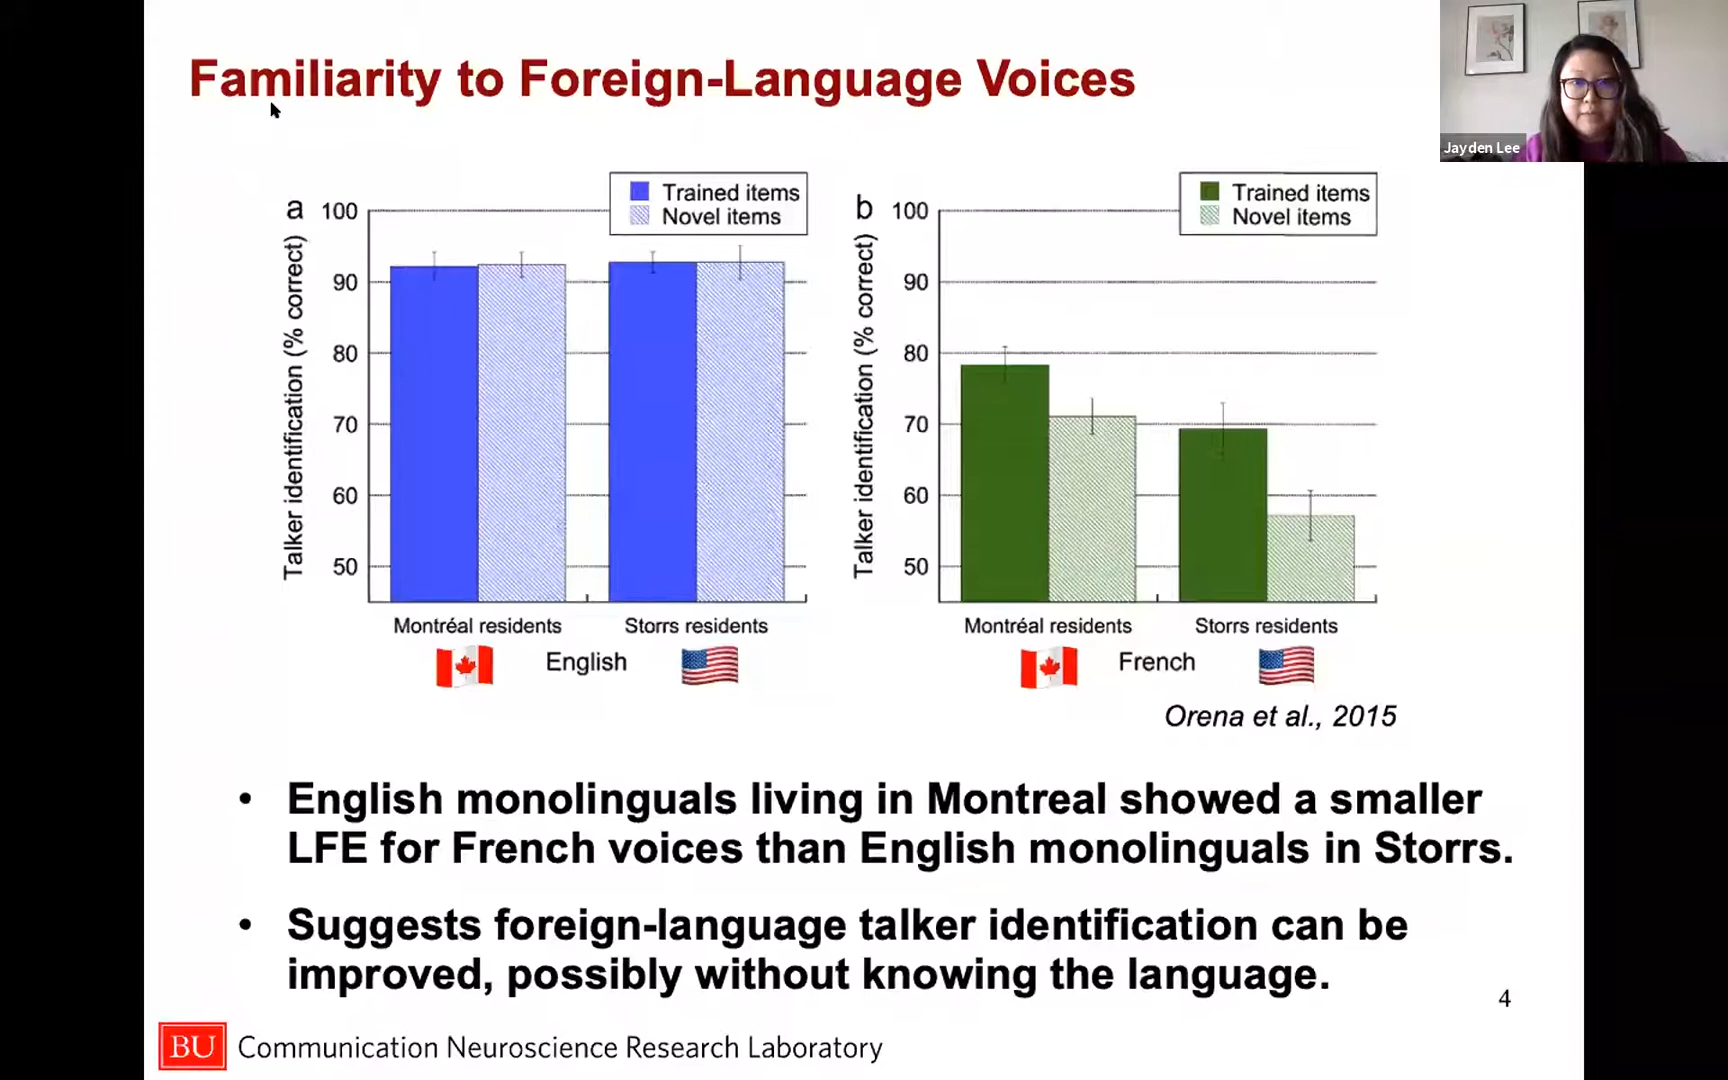 Familiarity to Foreign-Language Voices
Jayden Lee
a
Trained items
Novel items
Talker identification (% correct)
100
90
80
70
60
50
Montréal residents
Storrs residents
English
b
Trained items
Novel items
Talker identification (% correct)
100
90
80
70
60
50
Montréal residents
Storrs residents
French
Orena et al., 2015
• English monolinguals living in Montreal showed a smaller
LFE for French voices than English monolinguals in Storrs.
• Suggests foreign-language talker identification can be
improved, possibly without knowing the language.
4
BU Communication Neuroscience Research Laboratory